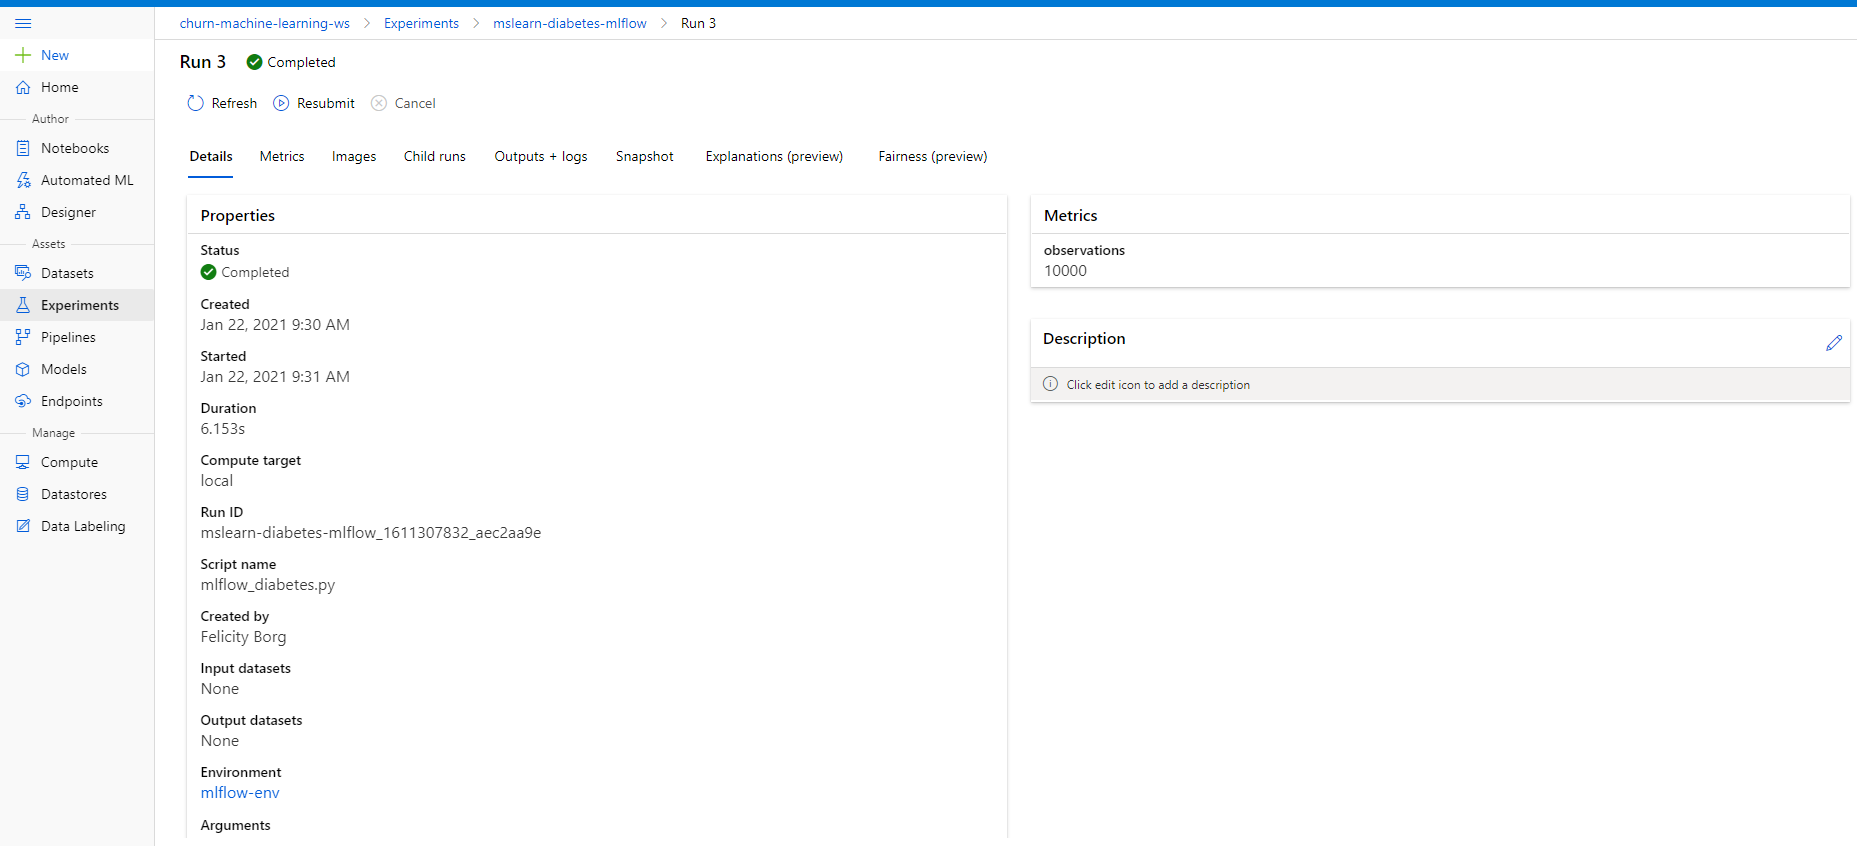 churn-machine-learning-ws > Experiments > mslearn-diabetes-mlflow > Run 3
New
Home
Author
Notebooks
Automated ML
Designer
Assets
Datasets
Experiments
Pipelines
Models
Endpoints
Manage
Compute
Datastores
Data Labeling
Run 3 Completed
Refresh Resubmit Cancel
Details Metrics Images Child runs Outputs + logs Snapshot Explanations (preview) Fairness (preview)
Properties
Status
Completed
Created
Jan 22, 2021 9:30 AM
Started
Jan 22, 2021 9:31 AM
Duration
6.153s
Compute target
local
Run ID
mslearn-diabetes-mlflow_1611307832_aec2aa9e
Script name
mlflow_diabetes.py
Created by
Felicity Borg
Input datasets
None
Output datasets
None
Environment
mlflow-env
Arguments
Metrics
observations
10000
Description
Click edit icon to add a description